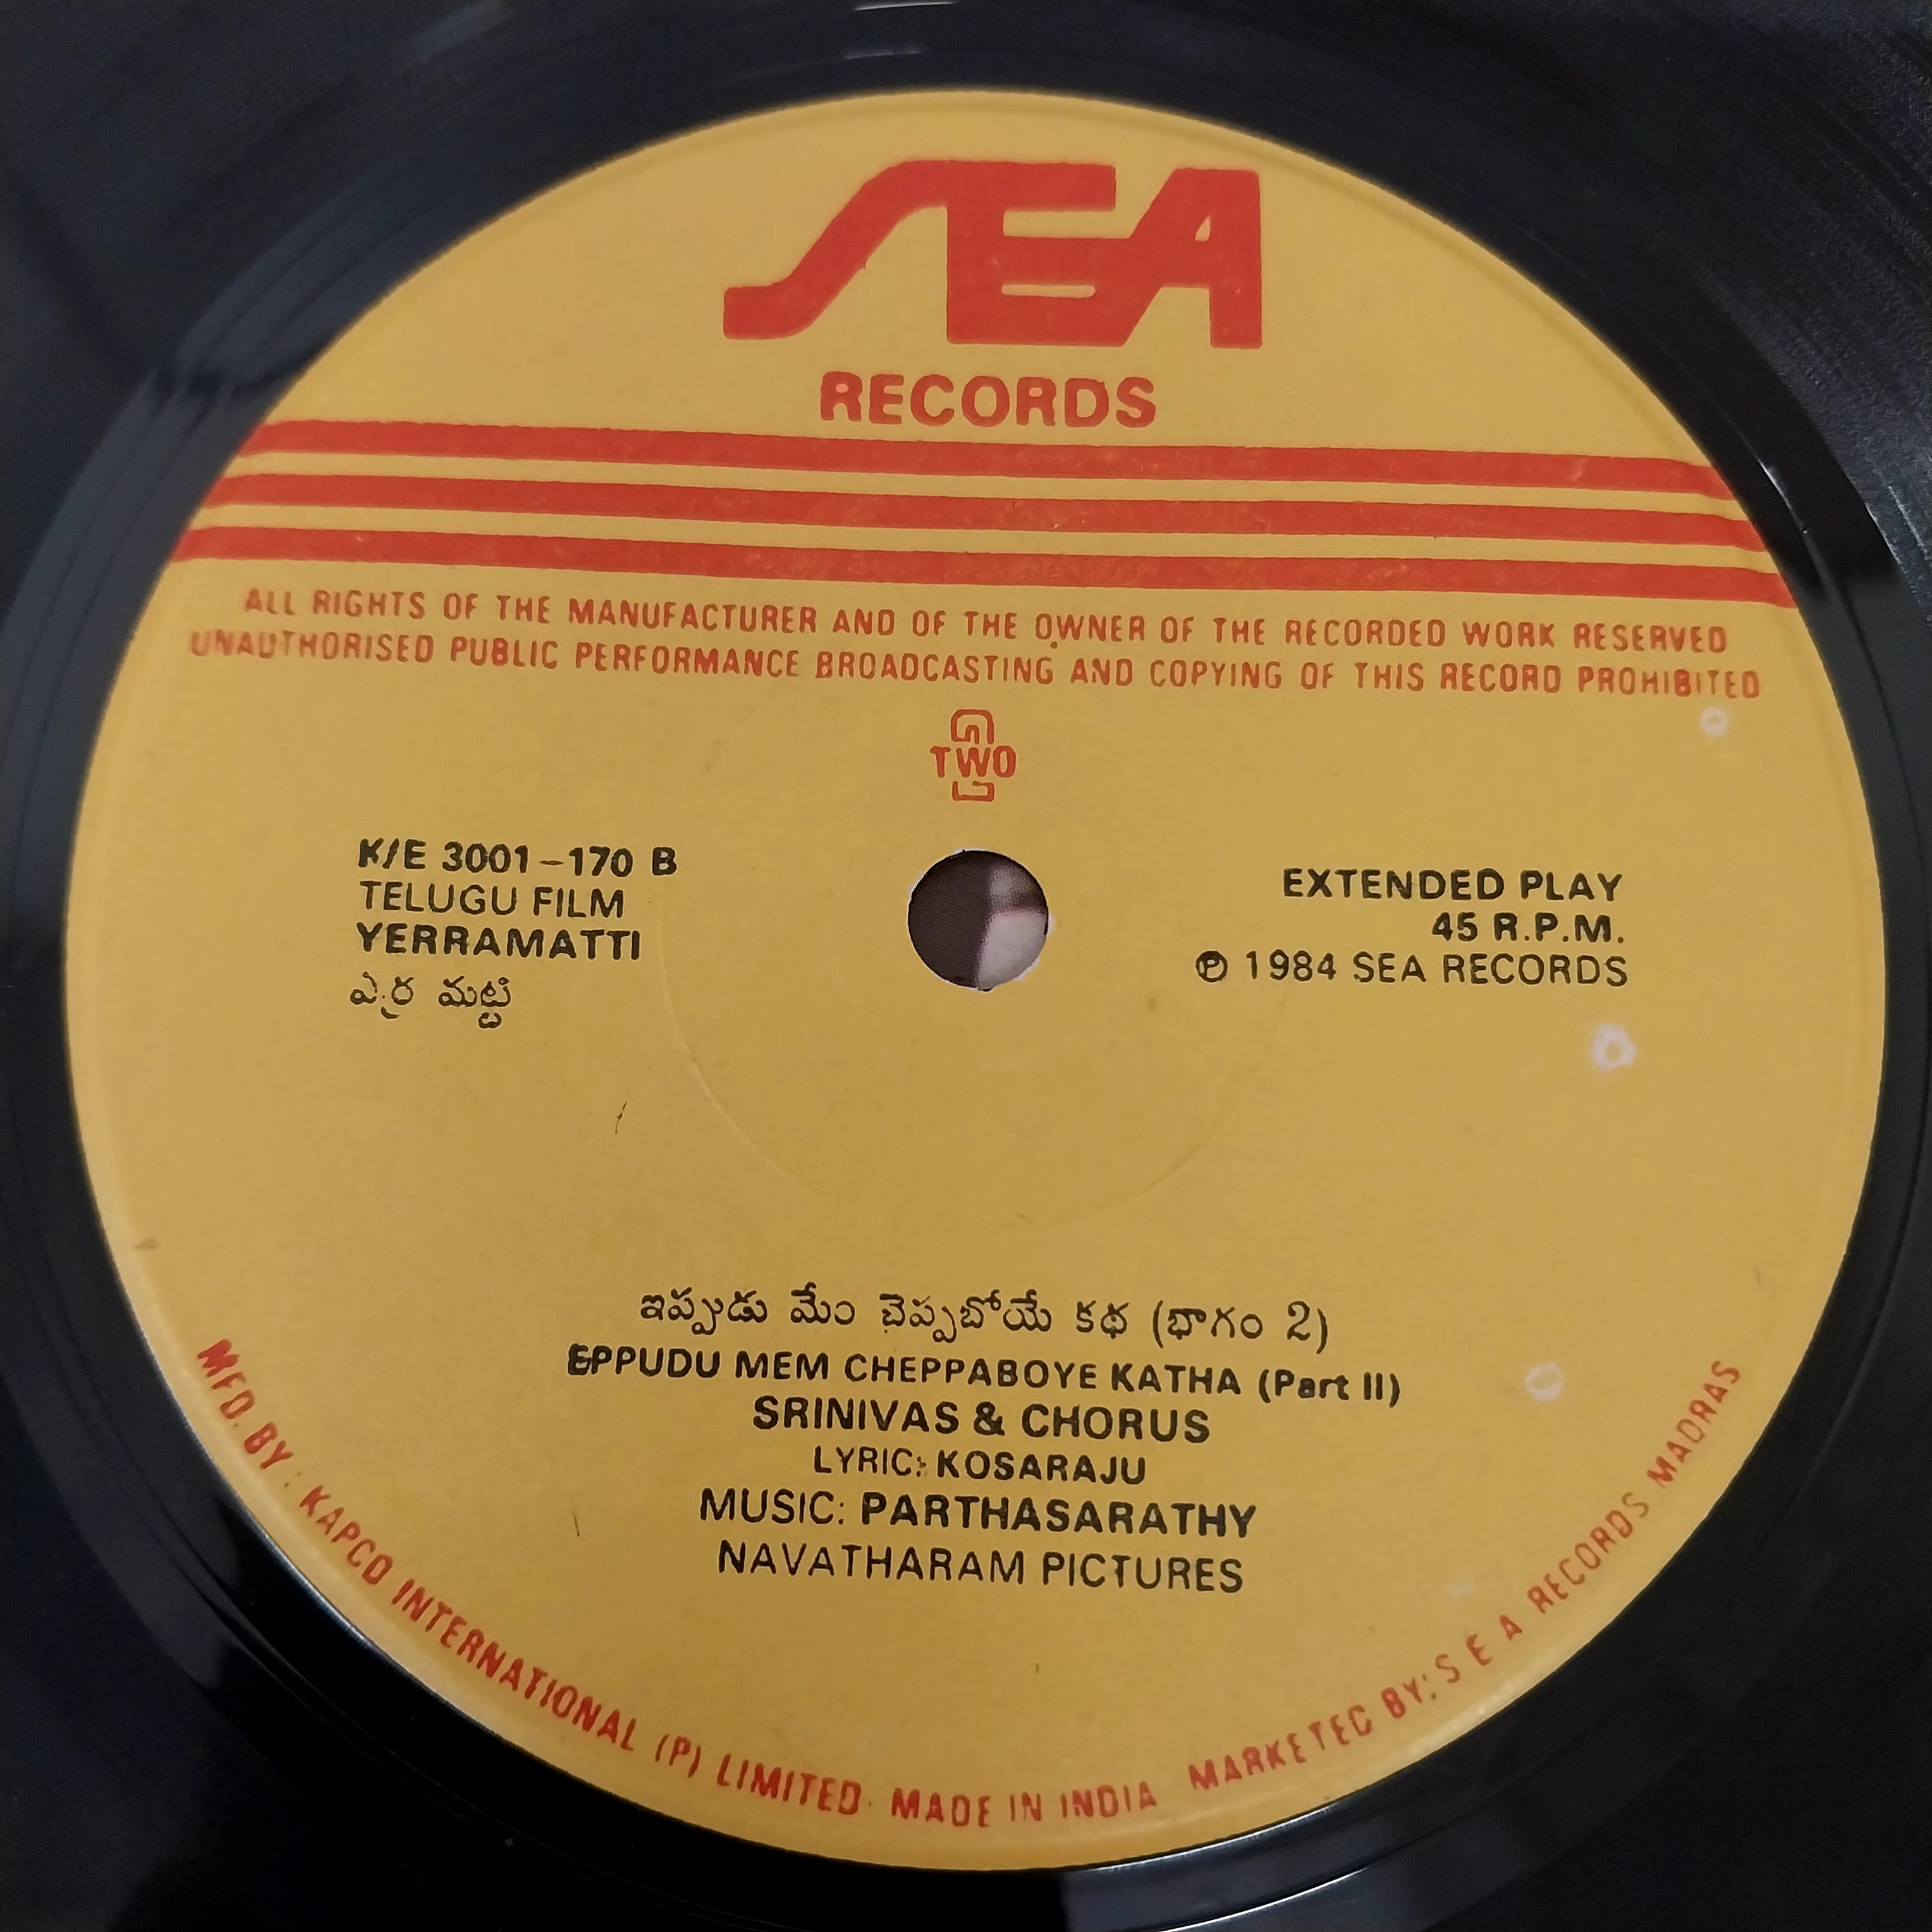 SEA
RECORDS
ALL RIGHTS OF THE MANUFACTURER AND OF THE OWNER OF THE RECORDED WORK RESERVED
UNAUTHORISED PUBLIC PERFORMANCE BROADCASTING AND COPYING OF THIS RECORD PROHIBITED
2
TWO
K/E 3001-170 B
TELUGU FILM
YERRAMATTI
ఎర్ర మట్టి
EXTENDED PLAY
45 R.P.M.
℗ 1984 SEA RECORDS
ఇప్పుడు మేం చెప్పబోయే కథ (భాగం 2)
EPPUDU MEM CHEPPABOYE KATHA (Part II)
SRINIVAS & CHORUS
LYRIC: KOSARAJU
MUSIC: PARTHASARATHY
NAVATHARAM PICTURES
MFD. BY : KAPCO INTERNATIONAL (P) LIMITED. MADE IN INDIA MARKETEC BY: S E A RECORDS MADRAS